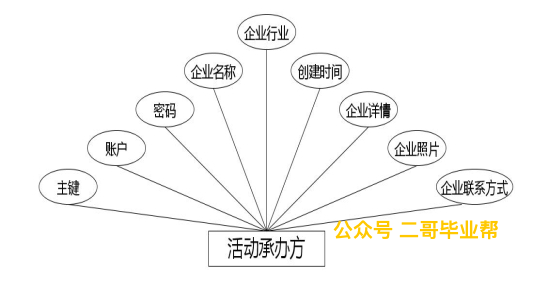 企业行业
企业名称
创建时间
密码
企业详情
账户
企业照片
主键
企业联系方式
活动承办方
公众号 二哥毕业帮